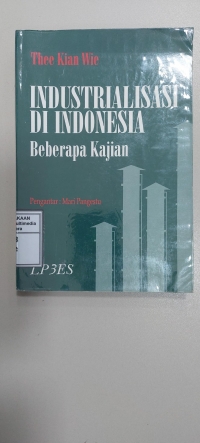 Thee Kian Wie
INDUSTRIALISASI
DI INDONESIA
Beberapa Kajian
Pengantar: Mari Pangestu
LP3ES